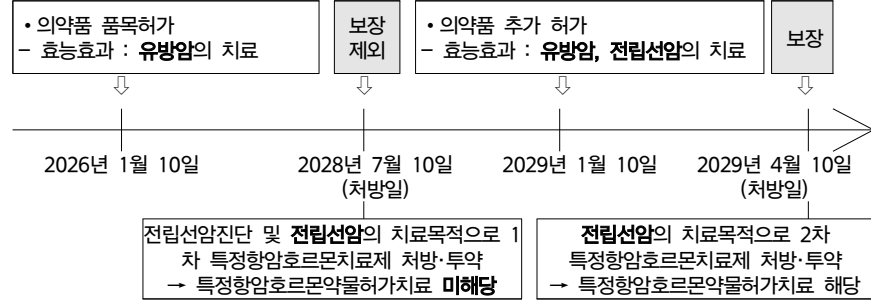 • 의약품 품목허가
- 효능효과 : 유방암의 치료
보장
제외
• 의약품 추가 허가
- 효능효과 : 유방암, 전립선암의 치료
보장
2026년 1월 10일
2028년 7월 10일
(처방일)
2029년 1월 10일
2029년 4월 10일
(처방일)
전립선암진단 및 전립선암의 치료목적으로 1
차 특정항암호르몬치료제 처방·투약
→ 특정항암호르몬약물허가치료 미해당
전립선암의 치료목적으로 2차
특정항암호르몬치료제 처방·투약
→ 특정항암호르몬약물허가치료 해당